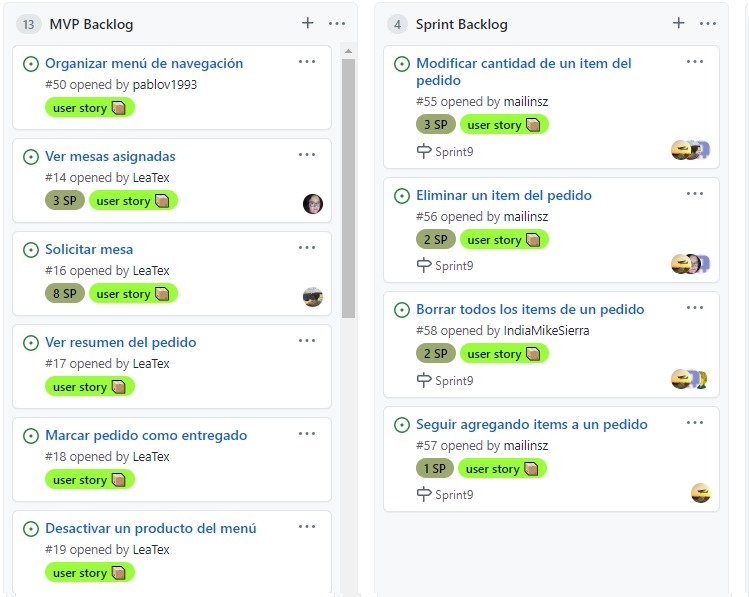 13 MVP Backlog
Organizar menú de navegación
#50 opened by pablov1993
user story
Ver mesas asignadas
#14 opened by LeaTex
3 SP user story
Solicitar mesa
#16 opened by LeaTex
8 SP user story
Ver resumen del pedido
#17 opened by LeaTex
user story
Marcar pedido como entregado
#18 opened by LeaTex
user story
Desactivar un producto del menú
#19 opened by LeaTex
user story
4 Sprint Backlog
Modificar cantidad de un item del
pedido
#55 opened by mailinsz
3 SP user story
Sprint9
Eliminar un item del pedido
#56 opened by mailinsz
2 SP user story
Sprint9
Borrar todos los items de un pedido
#58 opened by IndiaMikeSierra
2 SP user story
Sprint9
Seguir agregando items a un pedido
#57 opened by mailinsz
1 SP user story
Sprint9